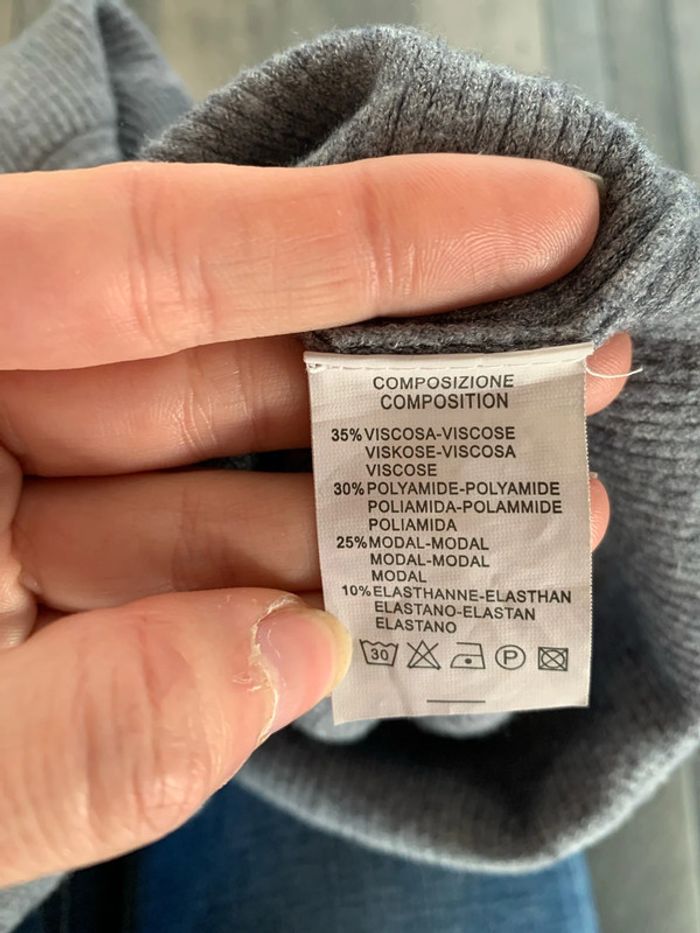 COMPOSIZIONE
COMPOSITION
35% VISCOSA-VISCOSE
VISKOSE-VISCOSA
VISCOSE
30% POLYAMIDE-POLYAMIDE
POLIAMIDA-POLAMMIDE
POLIAMIDA
25% MODAL-MODAL
MODAL-MODAL
MODAL
10% ELASTHANNE-ELASTHAN
ELASTANO-ELASTAN
ELASTANO
30 P